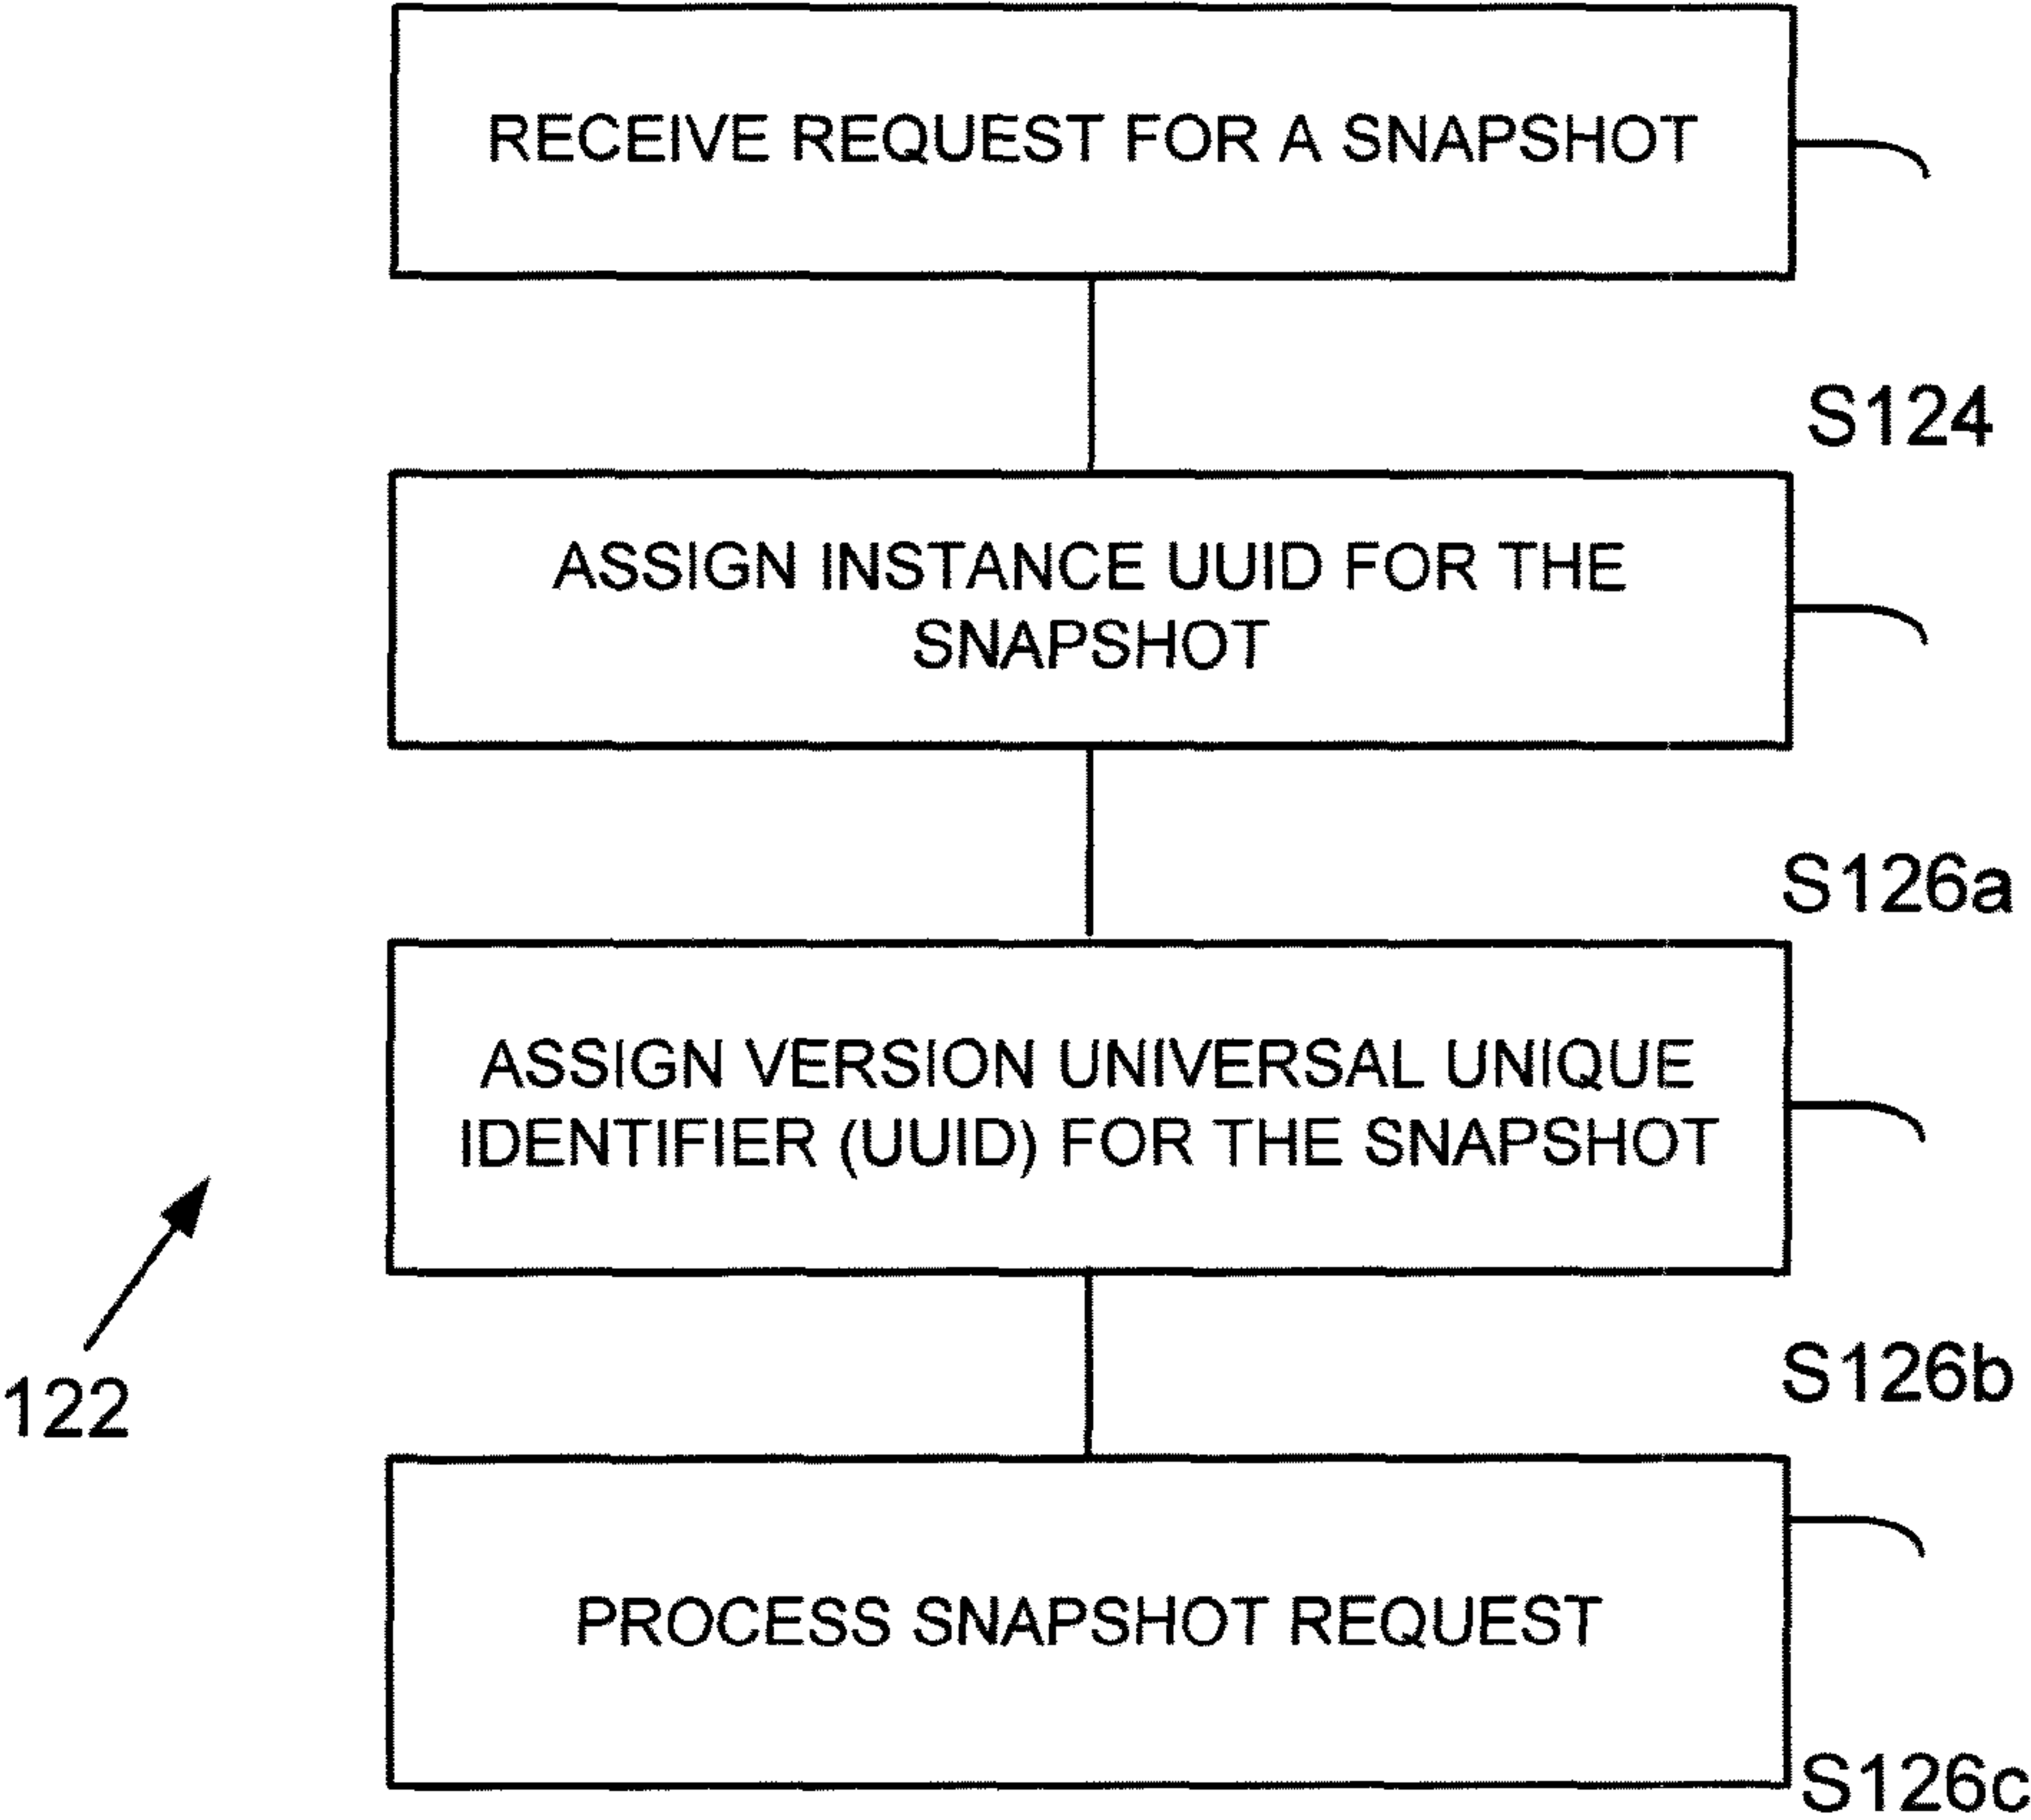 RECEIVE REQUEST FOR A SNAPSHOT
S124
ASSIGN INSTANCE UUID FOR THE
SNAPSHOT
S126a
ASSIGN VERSION UNIVERSAL UNIQUE
IDENTIFIER (UUID) FOR THE SNAPSHOT
S126b
122
PROCESS SNAPSHOT REQUEST
S126c